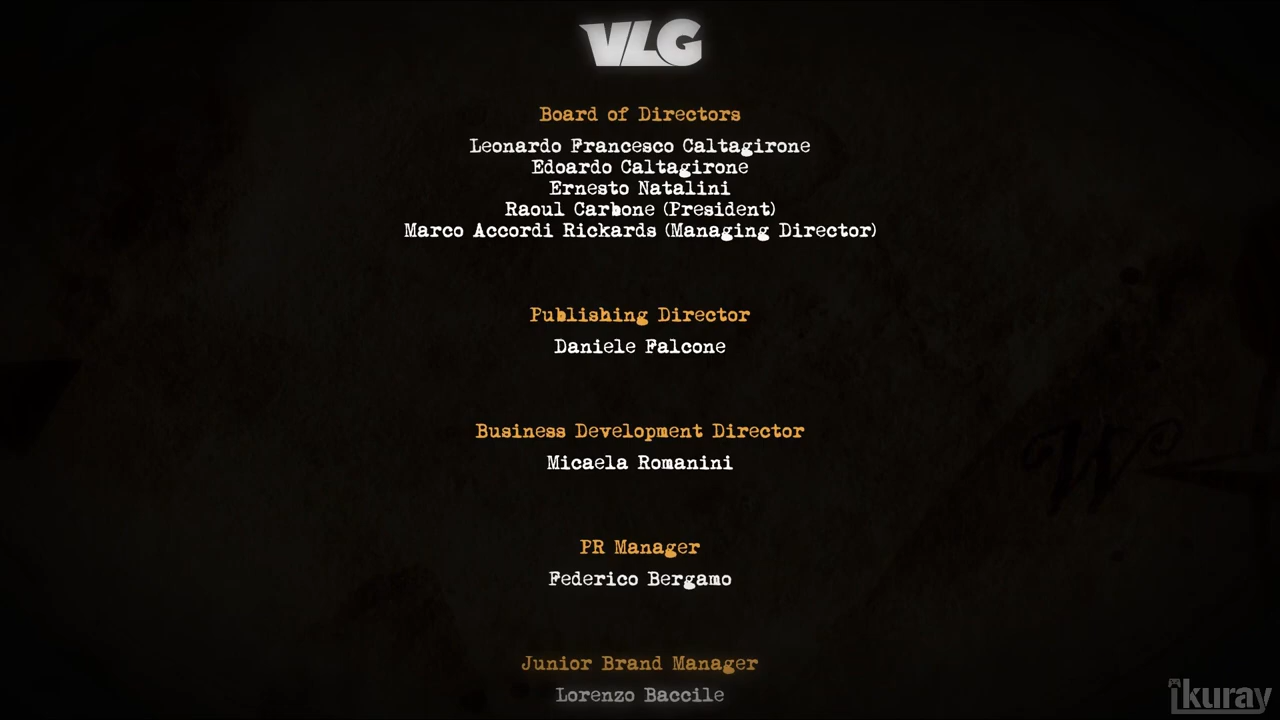 VLG
Board of Directors
Leonardo Francesco Caltagirone
Edoardo Caltagirone
Ernesto Natalini
Raoul Carbone (President)
Marco Accordi Rickards (Managing Director)
Publishing Director
Daniele Falcone
Business Development Director
Micaela Romanini
W
PR Manager
Federico Bergamo
Junior Brand Manager
Lorenzo Baccile
ikuray